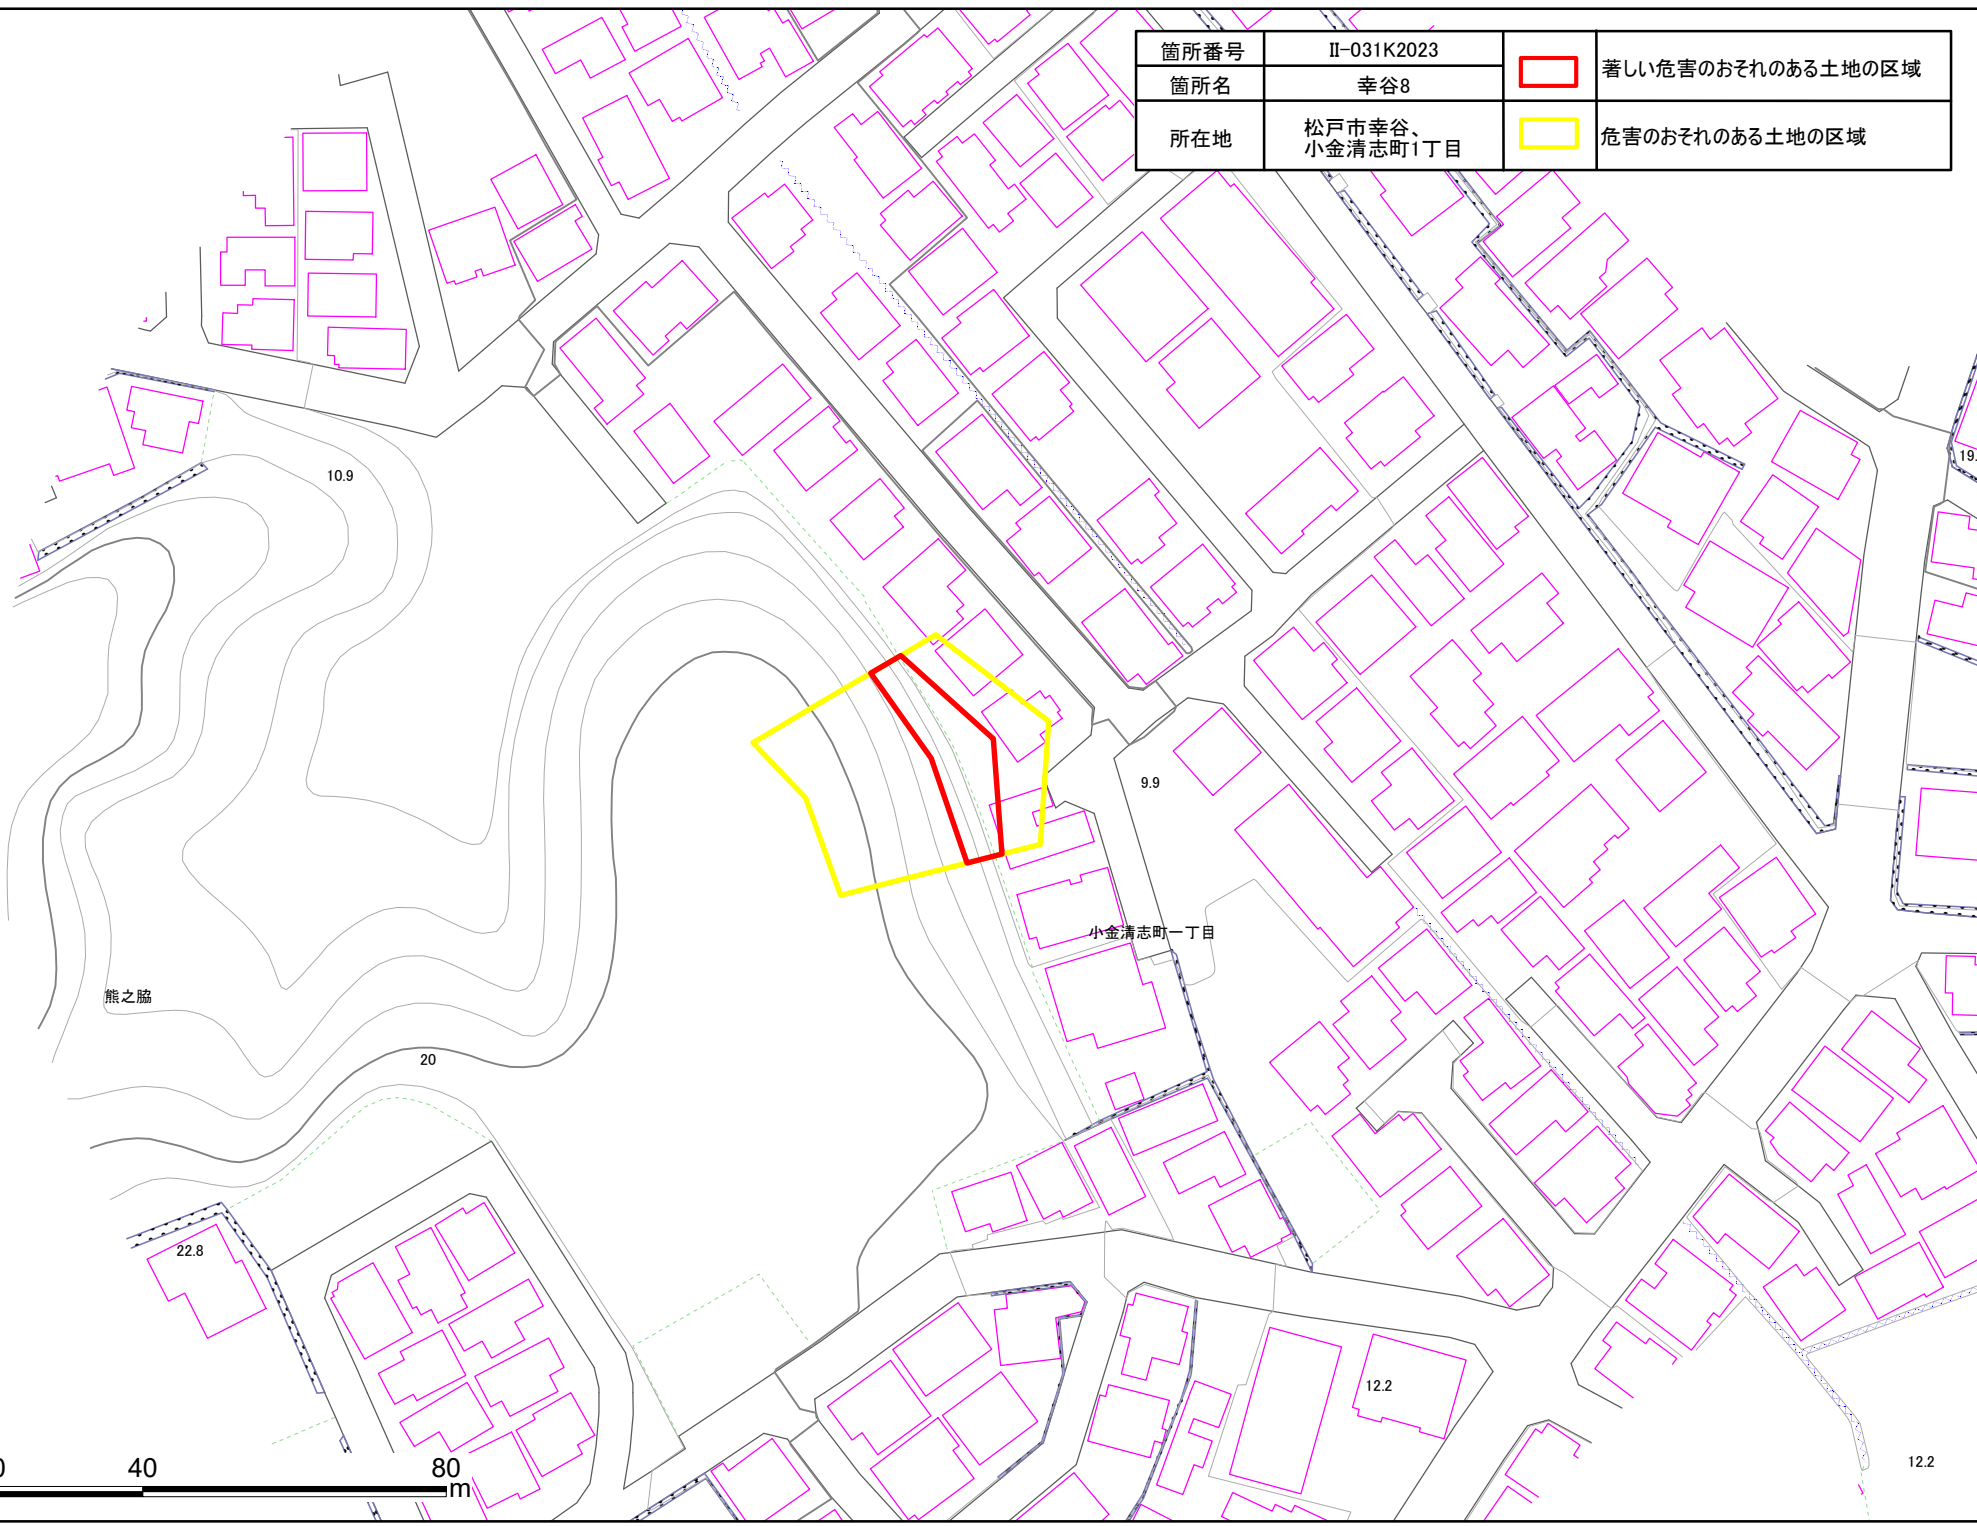 箇所番号 II-031K2023
著しい危害のおそれのある土地の区域
箇所名 幸谷8
所在地 松戸市幸谷、
小金清志町1丁目
危害のおそれのある土地の区域
19.
10.9
9.9
小金清志町一丁目
熊之脇
20
22.8
12.2
12.2
0 40 80
m